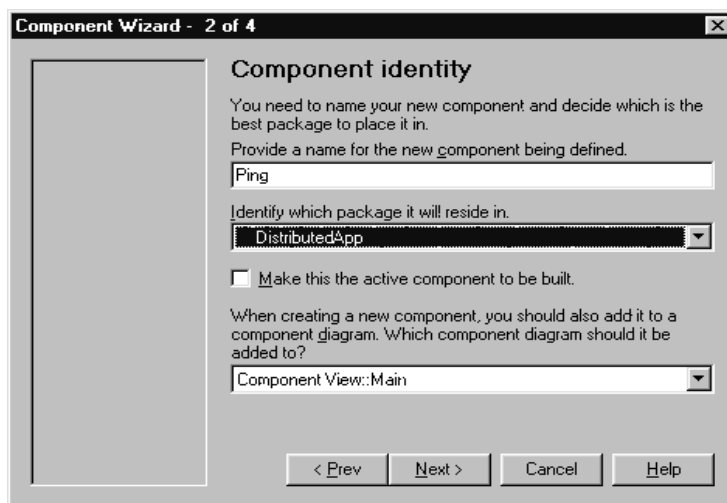 Component Wizard - 2 of 4
Component identity
You need to name your new component and decide which is the
best package to place it in.
Provide a name for the new component being defined.
Ping
Identify which package it will reside in.
DistributedApp
Make this the active component to be built.
When creating a new component, you should also add it to a
component diagram. Which component diagram should it be
added to?
Component View::Main
< Prev
Next >
Cancel
Help